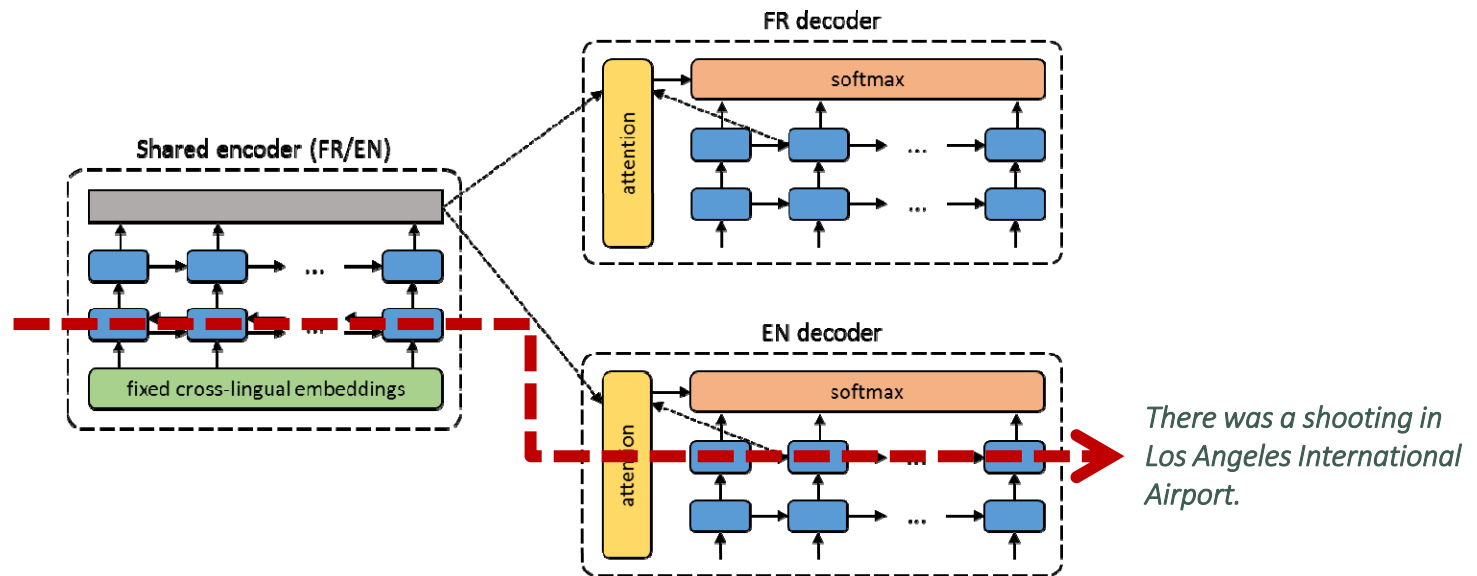 FR decoder
softmax
attention
...
...
Shared encoder (FR/EN)
...
...
fixed cross-lingual embeddings
EN decoder
softmax
attention
...
...
There was a shooting in
Los Angeles International
Airport.